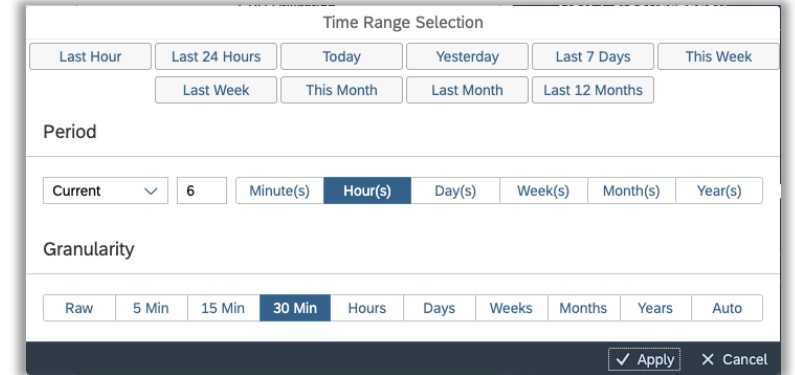 Time Range Selection
Last Hour Last 24 Hours Today Yesterday Last 7 Days This Week
Last Week This Month Last Month Last 12 Months
Period
Current 6 Minute(s) Hour(s) Day(s) Week(s) Month(s) Year(s)
Granularity
Raw 5 Min 15 Min 30 Min Hours Days Weeks Months Years Auto
Apply Cancel